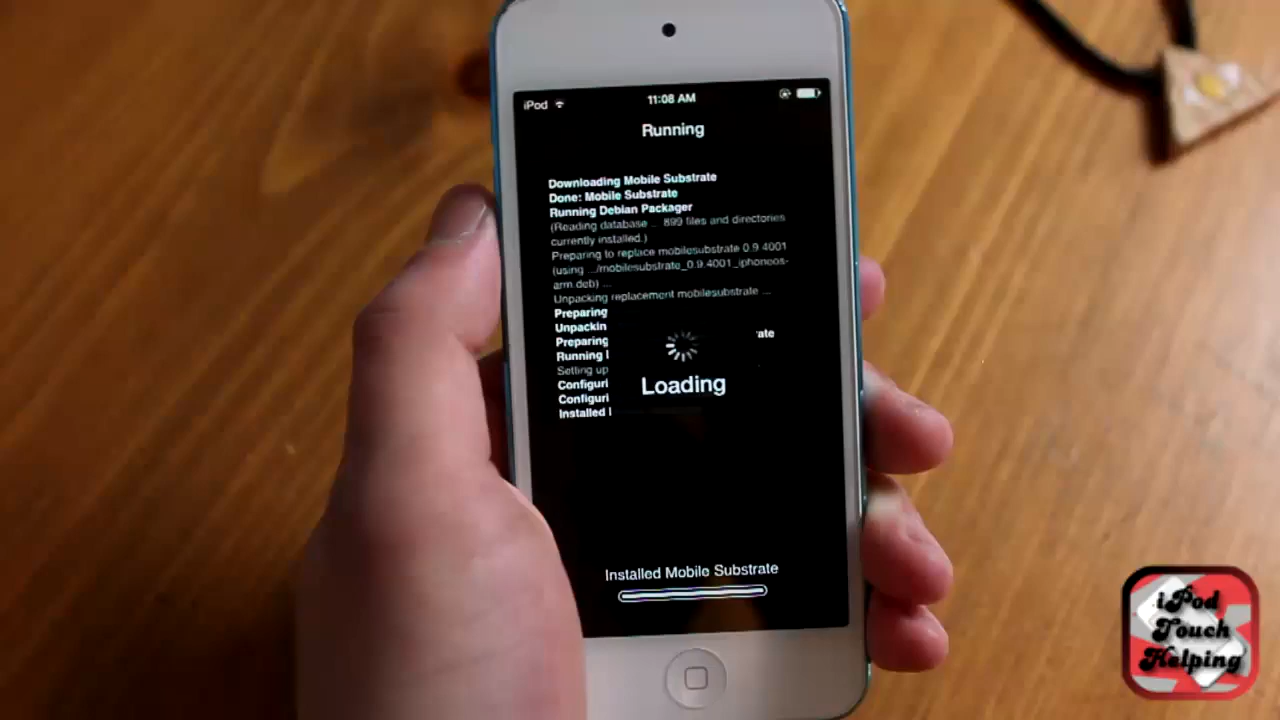 iPod
11:08 AM
Running
Downloading Mobile Substrate
Done: Mobile Substrate
Running Debian Packager
(Reading database ... 899 files and directories
currently installed.)
Preparing to replace mobilesubstrate 0.9.4001
(using .../mobilesubstrate_0.9.4001_iphoneos-
arm.deb) ...
Unpacking replacement mobilesubstrate ...
Preparing
Unpackin
ate
Preparing
Running
Setting up
Configuri
Configuri
Installed
Loading
Installed Mobile Substrate
iPod
Touch
Helping